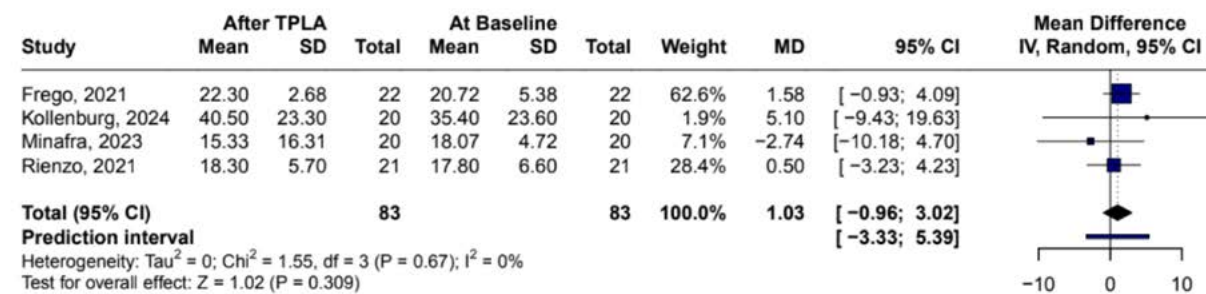 After TPLA At Baseline Mean Difference
Study Mean SD Total Mean SD Total Weight MD 95% CI IV, Random, 95% CI
Frego, 2021 22.30 2.68 22 20.72 5.38 22 62.6% 1.58 [ -0.93; 4.09]
Kollenburg, 2024 40.50 23.30 20 35.40 23.60 20 1.9% 5.10 [ -9.43; 19.63]
Minafra, 2023 15.33 16.31 20 18.07 4.72 20 7.1% -2.74 [-10.18; 4.70]
Rienzo, 2021 18.30 5.70 21 17.80 6.60 21 28.4% 0.50 [ -3.23; 4.23]
Total (95% CI) 83 83 100.0% 1.03 [ -0.96; 3.02]
Prediction interval [ -3.33; 5.39]
Heterogeneity: Tau² = 0; Chi² = 1.55, df = 3 (P = 0.67); I² = 0%
Test for overall effect: Z = 1.02 (P = 0.309)
-10 0 10